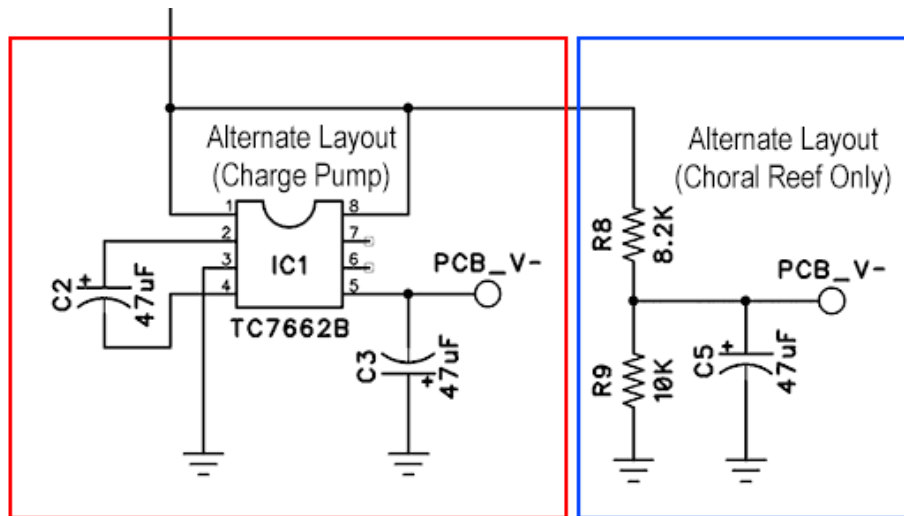 Alternate Layout
(Charge Pump)
1
8
2
7
3
6
4
5
IC1
TC7662B
C2
+
47uF
PCB_V-
C3
+
47uF
Alternate Layout
(Choral Reef Only)
R8
8.2K
PCB_V-
R9
10K
C5
+
47uF